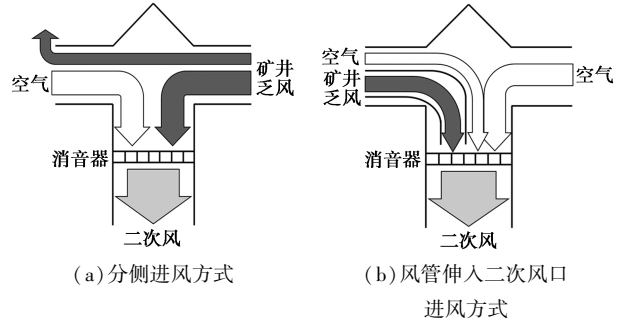 空气
矿井
乏风
消音器
二次风
(a)分侧进风方式
空气
矿井
乏风
空气
消音器
二次风
(b)风管伸入二次风口
进风方式